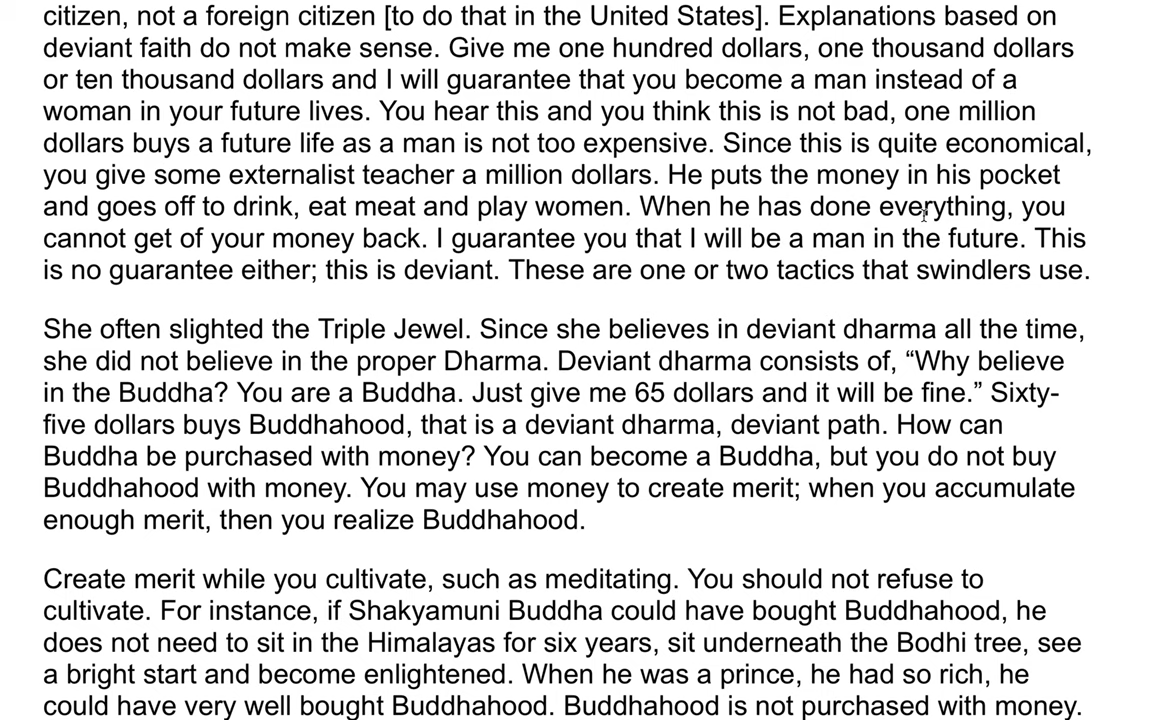 citizen, not a foreign citizen [to do that in the United States]. Explanations based on
deviant faith do not make sense. Give me one hundred dollars, one thousand dollars
or ten thousand dollars and I will guarantee that you become a man instead of a
woman in your future lives. You hear this and you think this is not bad, one million
dollars buys a future life as a man is not too expensive. Since this is quite economical,
you give some externalist teacher a million dollars. He puts the money in his pocket
and goes off to drink, eat meat and play women. When he has done everything, you
cannot get of your money back. I guarantee you that I will be a man in the future. This
is no guarantee either; this is deviant. These are one or two tactics that swindlers use.
She often slighted the Triple Jewel. Since she believes in deviant dharma all the time,
she did not believe in the proper Dharma. Deviant dharma consists of, “Why believe
in the Buddha? You are a Buddha. Just give me 65 dollars and it will be fine.” Sixty-
five dollars buys Buddhahood, that is a deviant dharma, deviant path. How can
Buddha be purchased with money? You can become a Buddha, but you do not buy
Buddhahood with money. You may use money to create merit; when you accumulate
enough merit, then you realize Buddhahood.
Create merit while you cultivate, such as meditating. You should not refuse to
cultivate. For instance, if Shakyamuni Buddha could have bought Buddhahood, he
does not need to sit in the Himalayas for six years, sit underneath the Bodhi tree, see
a bright start and become enlightened. When he was a prince, he had so rich, he
could have very well bought Buddhahood. Buddhahood is not purchased with money.